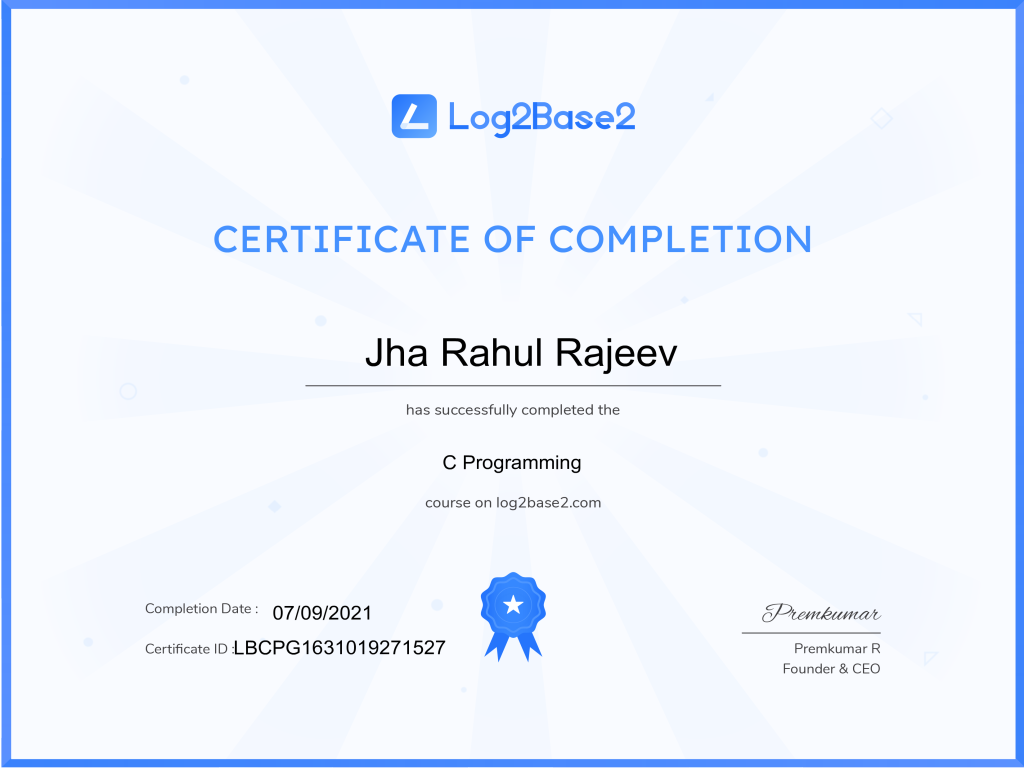 Log2Base2
CERTIFICATE OF COMPLETION
Jha Rahul Rajeev
has successfully completed the
C Programming
course on log2base2.com
Completion Date : 07/09/2021
Certificate ID :LBCPG1631019271527
Premkumar
Premkumar R
Founder & CEO